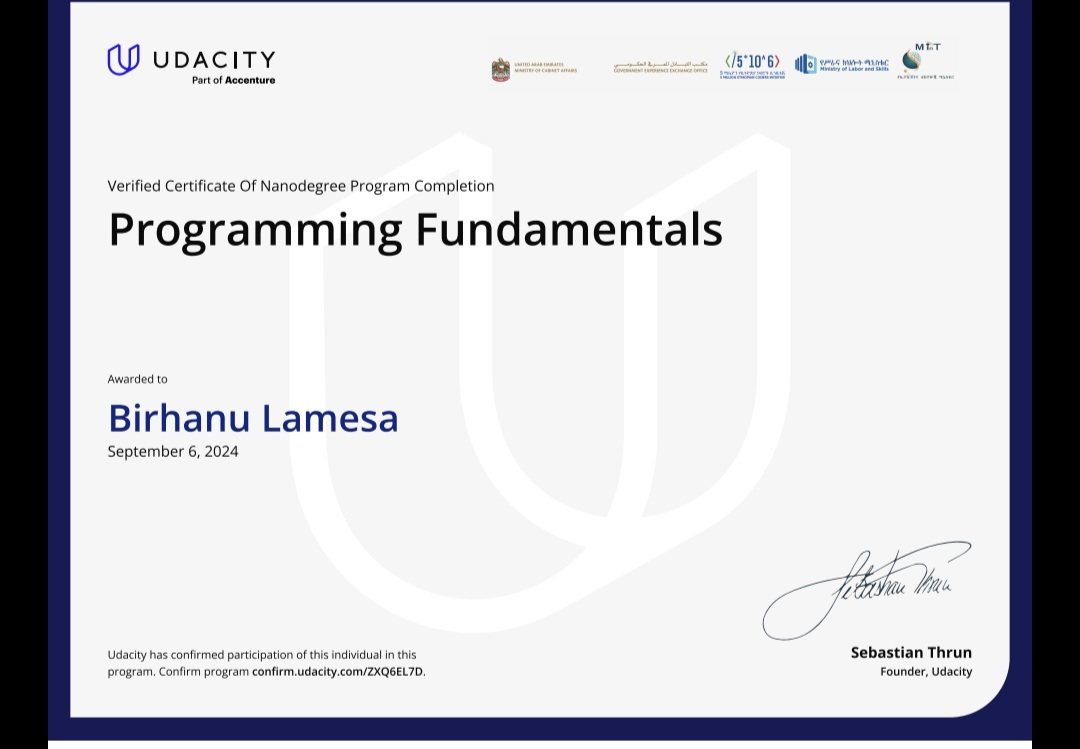 UDACITY
Part of Accenture
UNITED ARAB EMIRATES
MINISTRY OF CABINET AFFAIRS
GOVERNMENT EXPERIENCE EXCHANGE OFFICE
</5*10^6>
Ministry of Labor and Skills
Verified Certificate Of Nanodegree Program Completion
Programming Fundamentals
Awarded to
Birhanu Lamesa
September 6, 2024
Sebastian Thrun
Udacity has confirmed participation of this individual in this
program. Confirm program confirm.udacity.com/ZXQ6EL7D.
Sebastian Thrun
Founder, Udacity